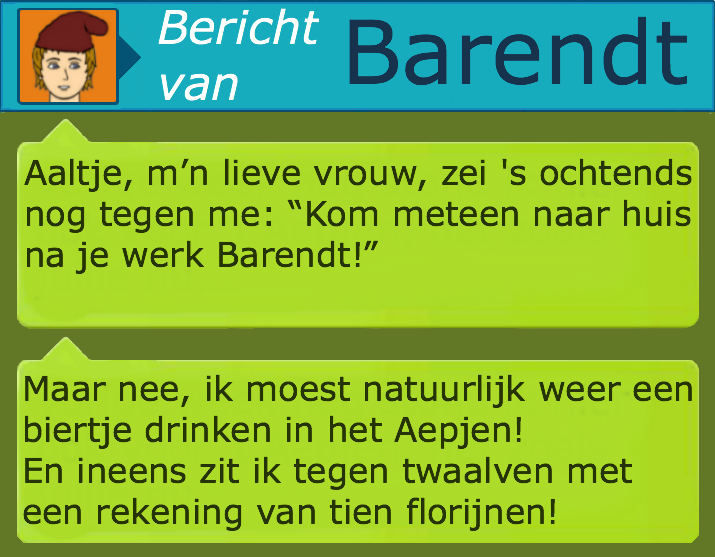 Bericht
van
Barendt
Aaltje, m’n lieve vrouw, zei 's ochtends
nog tegen me: “Kom meteen naar huis
na je werk Barendt!”
Maar nee, ik moest natuurlijk weer een
biertje drinken in het Aepjen!
En ineens zit ik tegen twaalven met
een rekening van tien florijnen!